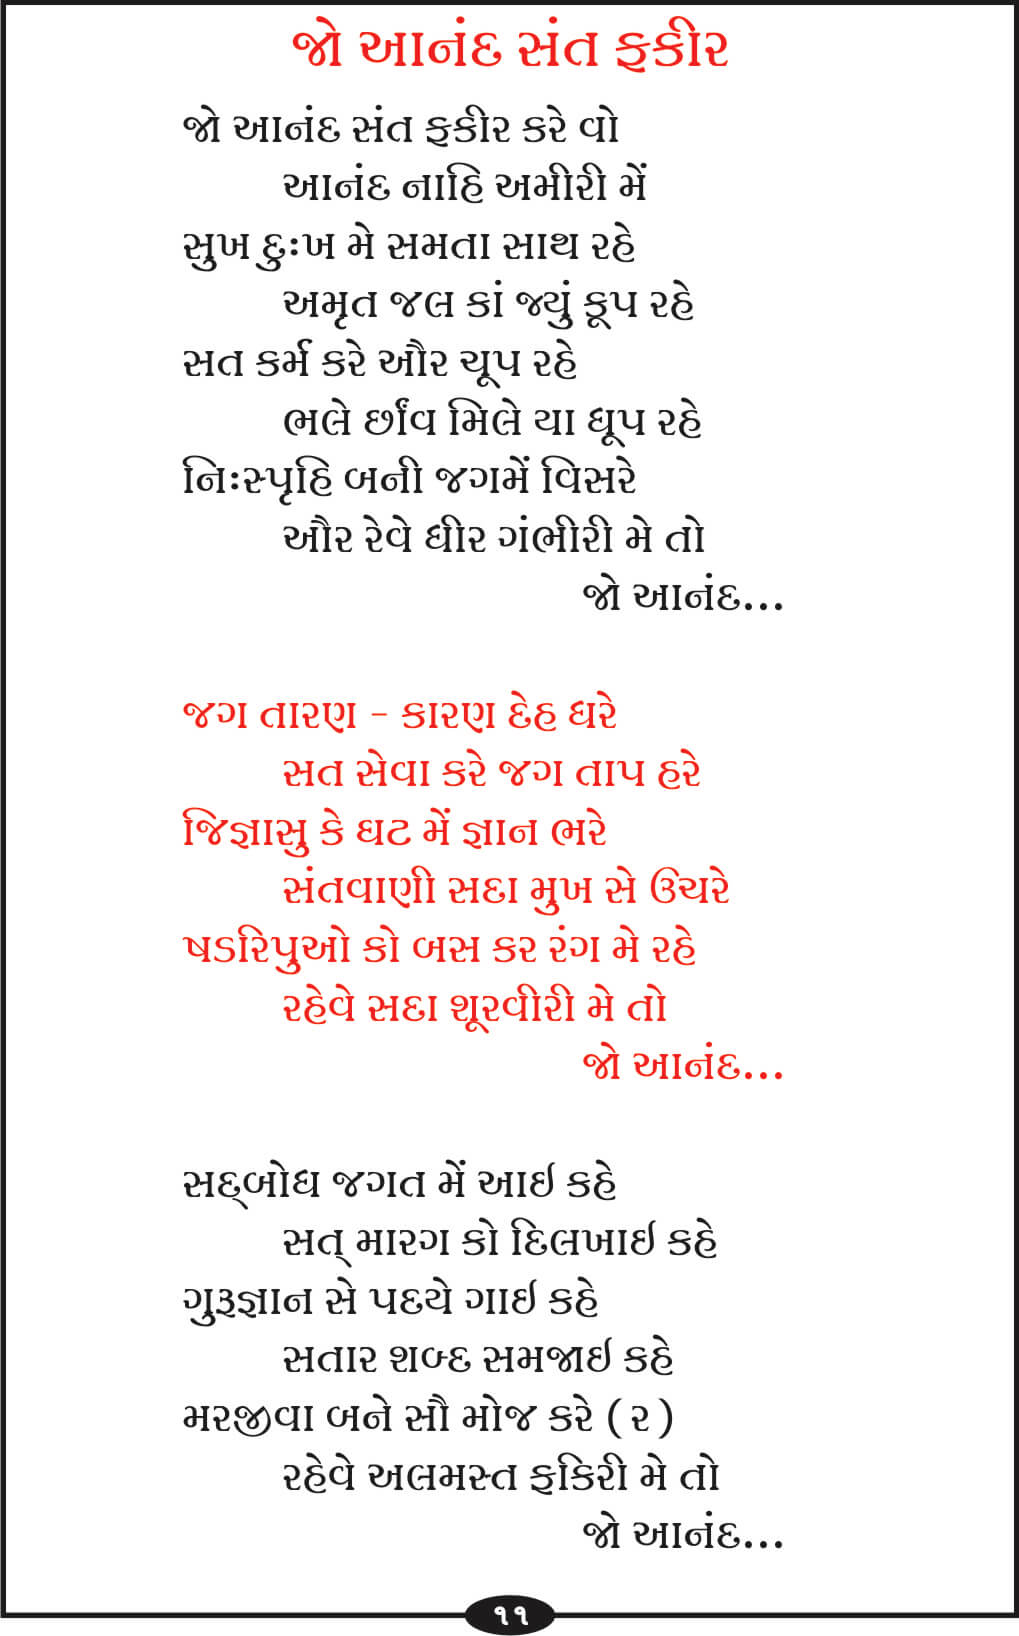 જો આનંદ સંત ફકીર
જો આનંદ સંત ફકીર કરે વો
આનંદ નાહિ અમીરી મેં
સુખ દુઃખ મે સમતા સાથ રહે
અમૃત જલ કાં જ્યું કૂપ રહે
સત કર્મ કરે ઔર ચૂપ રહે
ભલે છાઁવ મિલે યા ધૂપ રહે
નિઃસ્પૃહિ બની જગમેં વિસરે
ઔર રેવે ધીર ગંભીરી મે તો
જો આનંદ...
જગ તારણ - કારણ દેહ ધરે
સત સેવા કરે જગ તાપ હરે
જિજ્ઞાસુ કે ઘટ મેં જ્ઞાન ભરે
સંતવાણી સદા મુખ સે ઉચરે
ષડરિપુઓ કો બસ કર રંગ મે રહે
રહેવે સદા શૂરવીરી મે તો
જો આનંદ...
સદ્‌બોધ જગત મેં આઈ કહે
સત્ મારગ કો દિલખાઈ કહે
ગુરૂજ્ઞાન સે પદયે ગાઈ કહે
સતાર શબ્દ સમજાઈ કહે
મરજીવા બને સૌ મોજ કરે (૨)
રહેવે અલમસ્ત ફકિરી મે તો
જો આનંદ...
૧૧